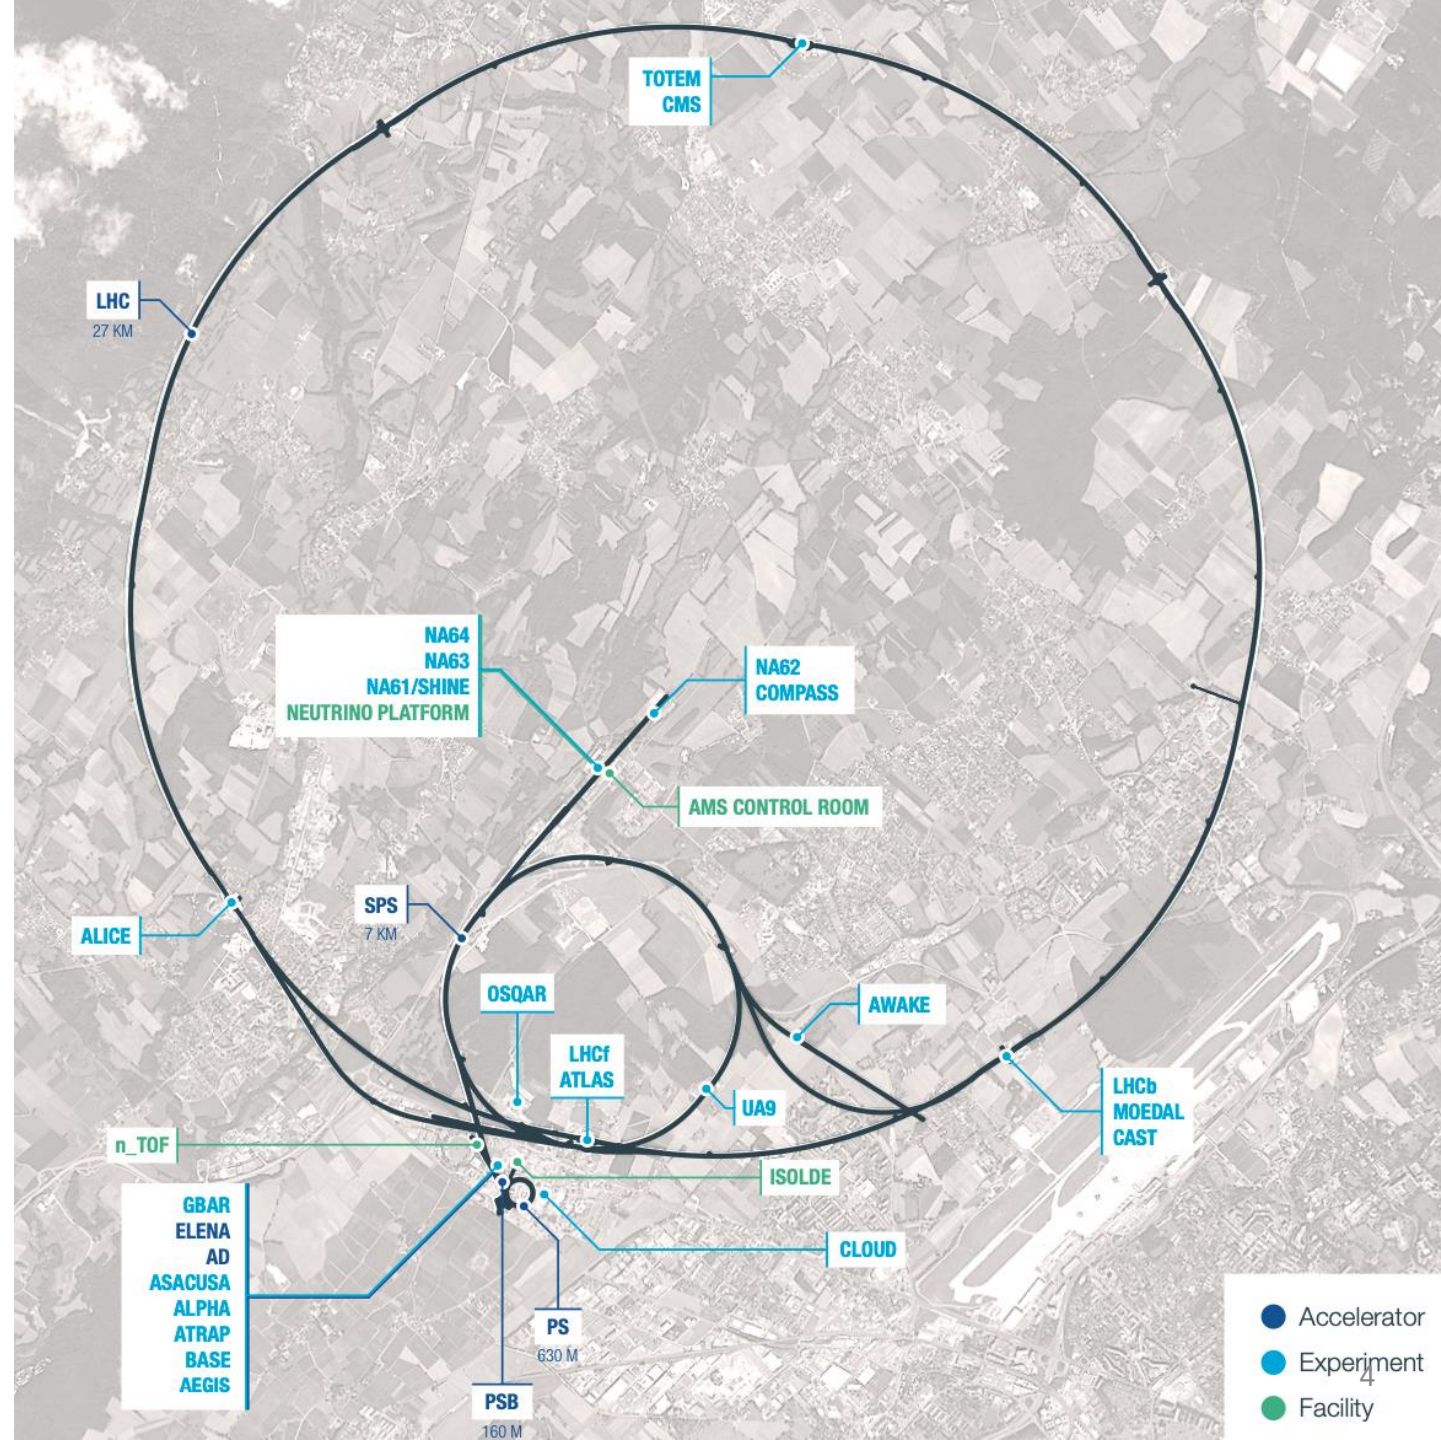 TOTEM
CMS
LHC
27 KM
NA64
NA63
NA61/SHINE
NEUTRINO PLATFORM
NA62
COMPASS
AMS CONTROL ROOM
SPS
7 KM
ALICE
OSQAR
AWAKE
LHCf
ATLAS
UA9
LHCb
MOEDAL
CAST
n_TOF
ISOLDE
GBAR
ELENA
AD
ASACUSA
ALPHA
ATRAP
BASE
AEGIS
CLOUD
PS
630 M
PSB
160 M
Accelerator
Experiment
4
Facility